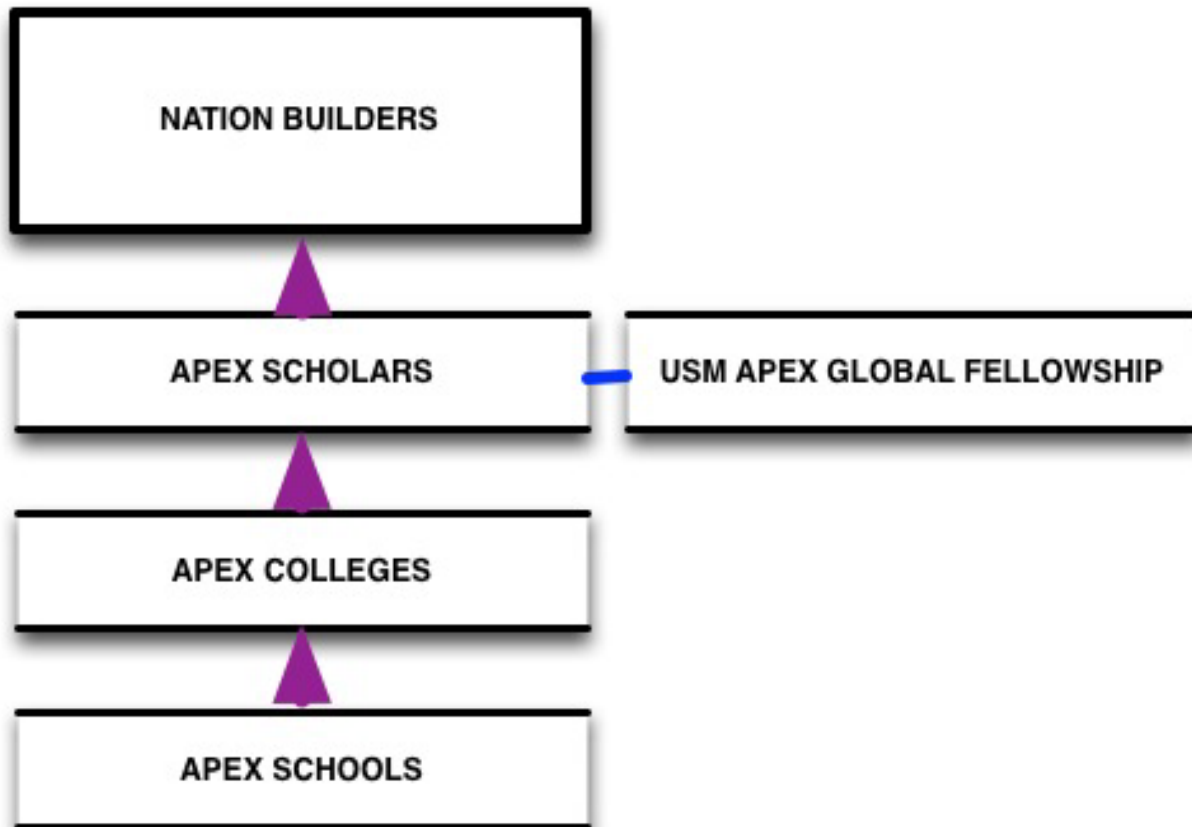 NATION BUILDERS
APEX SCHOLARS
USM APEX GLOBAL FELLOWSHIP
APEX COLLEGES
APEX SCHOOLS